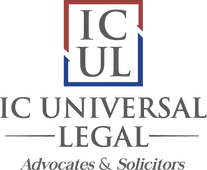 IC
UL
IC UNIVERSAL
LEGAL
Advocates & Solicitors